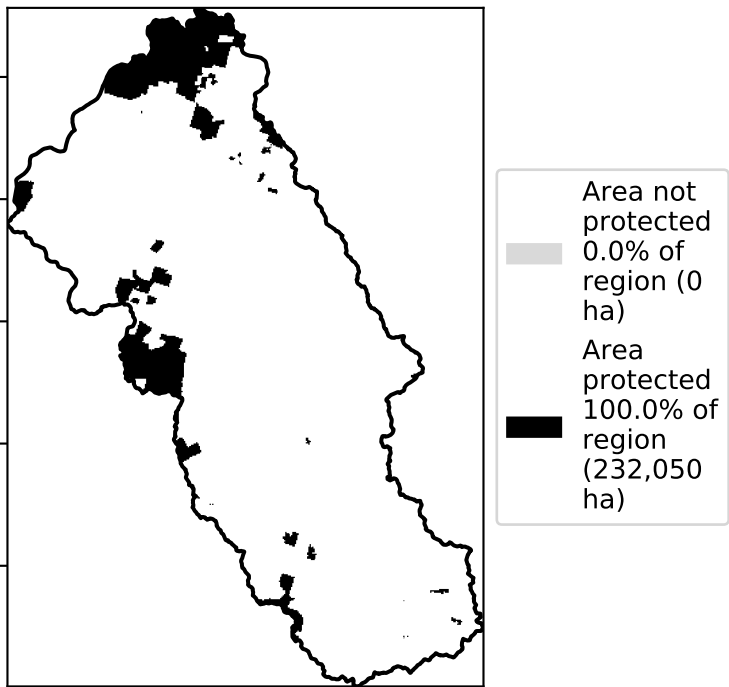 Area not
protected
0.0% of
region (0
ha)
Area
protected
100.0% of
region
(232,050
ha)